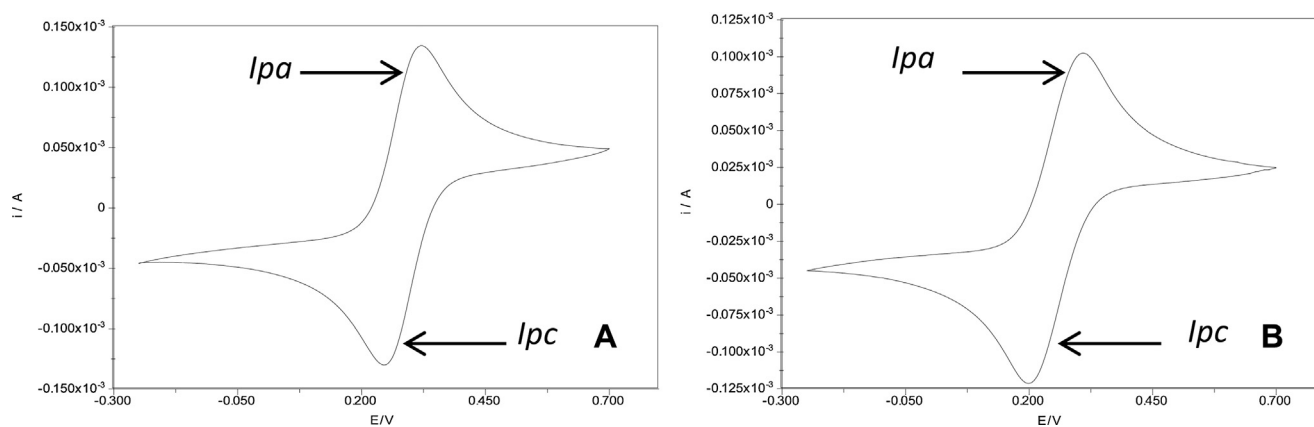 0.150x10⁻³
0.100x10⁻³
0.050x10⁻³
0
-0.050x10⁻³
-0.100x10⁻³
-0.150x10⁻³
i / A
-0.300
-0.050
0.200
0.450
0.700
E/V
Ipa
Ipc
A
0.125x10⁻³
0.100x10⁻³
0.075x10⁻³
0.050x10⁻³
0.025x10⁻³
0
-0.025x10⁻³
-0.050x10⁻³
-0.075x10⁻³
-0.100x10⁻³
-0.125x10⁻³
i / A
-0.300
-0.050
0.200
0.450
0.700
E/V
Ipa
Ipc
B